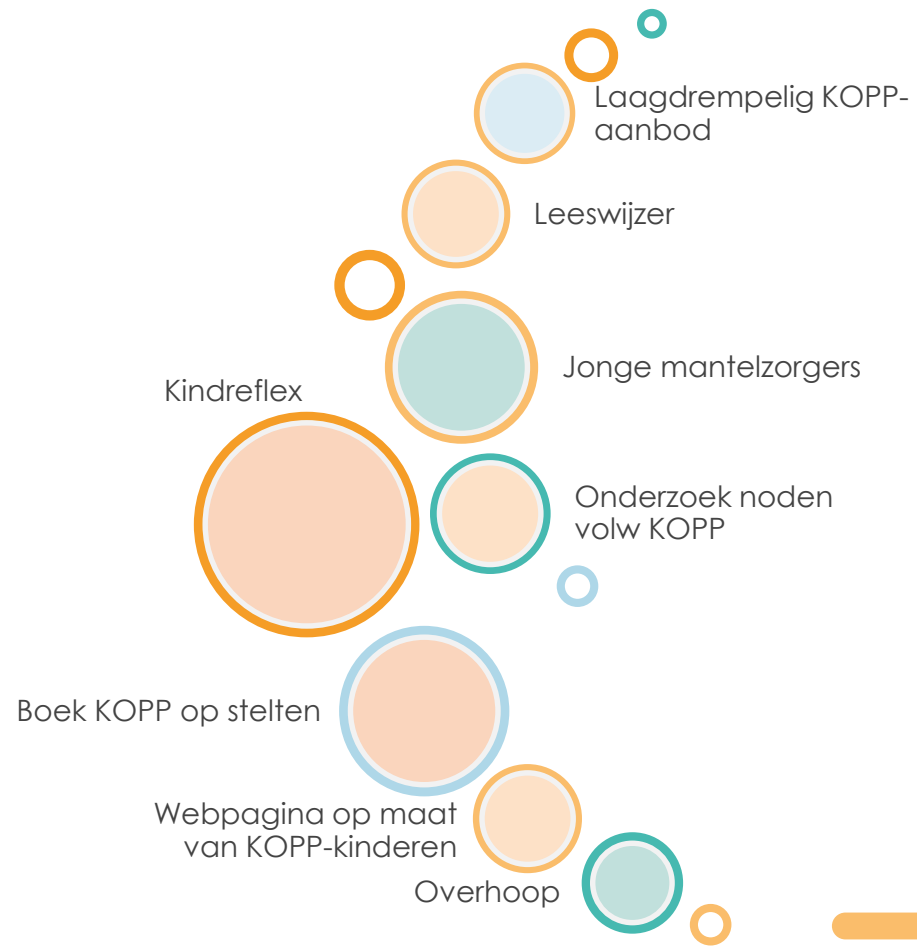 Laagdrempelig KOPP-
aanbod
Leeswijzer
Jonge mantelzorgers
Kindreflex
Onderzoek noden
volw KOPP
Boek KOPP op stelten
Webpagina op maat
van KOPP-kinderen
Overhoop